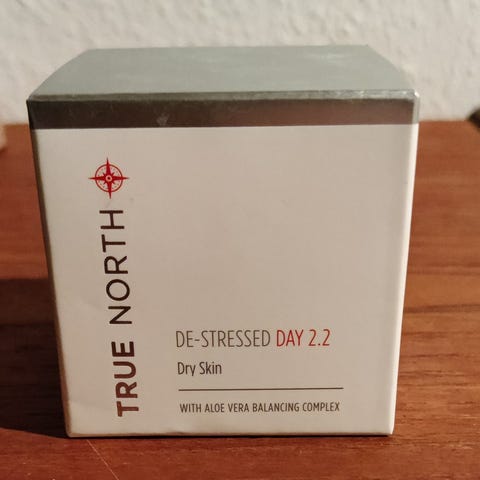 TRUE NORTH
DE-STRESSED DAY 2.2
Dry Skin
WITH ALOE VERA BALANCING COMPLEX